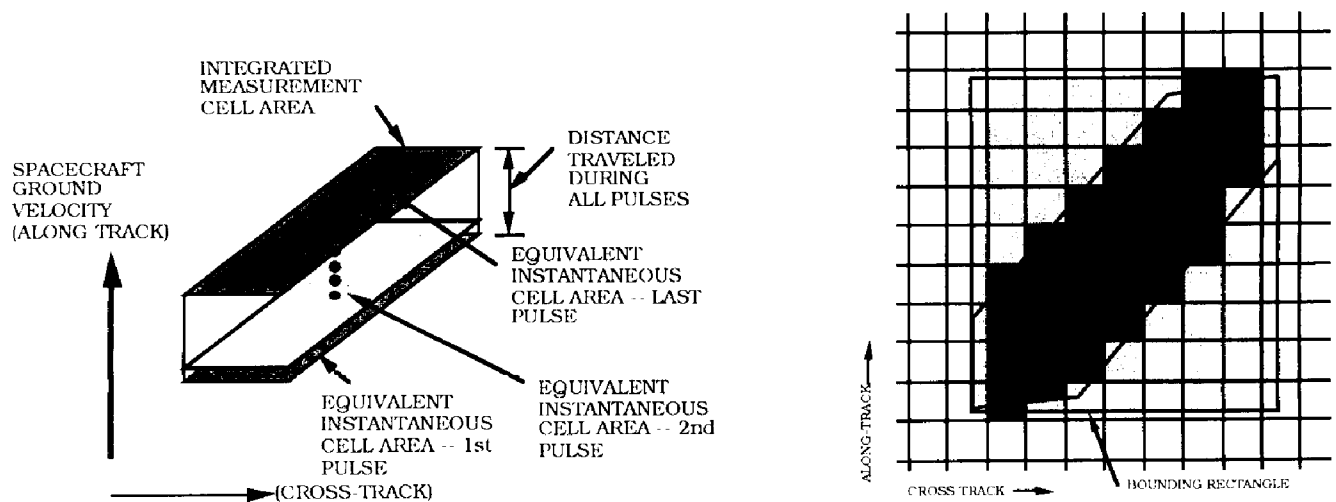 INTEGRATED
MEASUREMENT
CELL AREA
SPACECRAFT
GROUND
VELOCITY
(ALONG TRACK)
DISTANCE
TRAVELED
DURING
ALL PULSES
EQUIVALENT
INSTANTANEOUS
CELL AREA -- LAST
PULSE
EQUIVALENT
INSTANTANEOUS
CELL AREA -- 1st
PULSE
EQUIVALENT
INSTANTANEOUS
CELL AREA -- 2nd
PULSE
(CROSS-TRACK)
ALONG-TRACK
CROSS TRACK
BOUNDING RECTANGLE